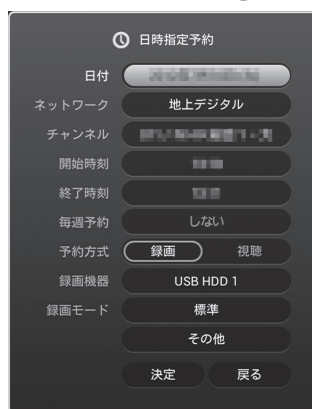 日時指定予約
日付
ネットワーク 地上デジタル
チャンネル
開始時刻
終了時刻
毎週予約 しない
予約方式 録画 視聴
録画機器 USB HDD 1
録画モード 標準
その他
決定 戻る